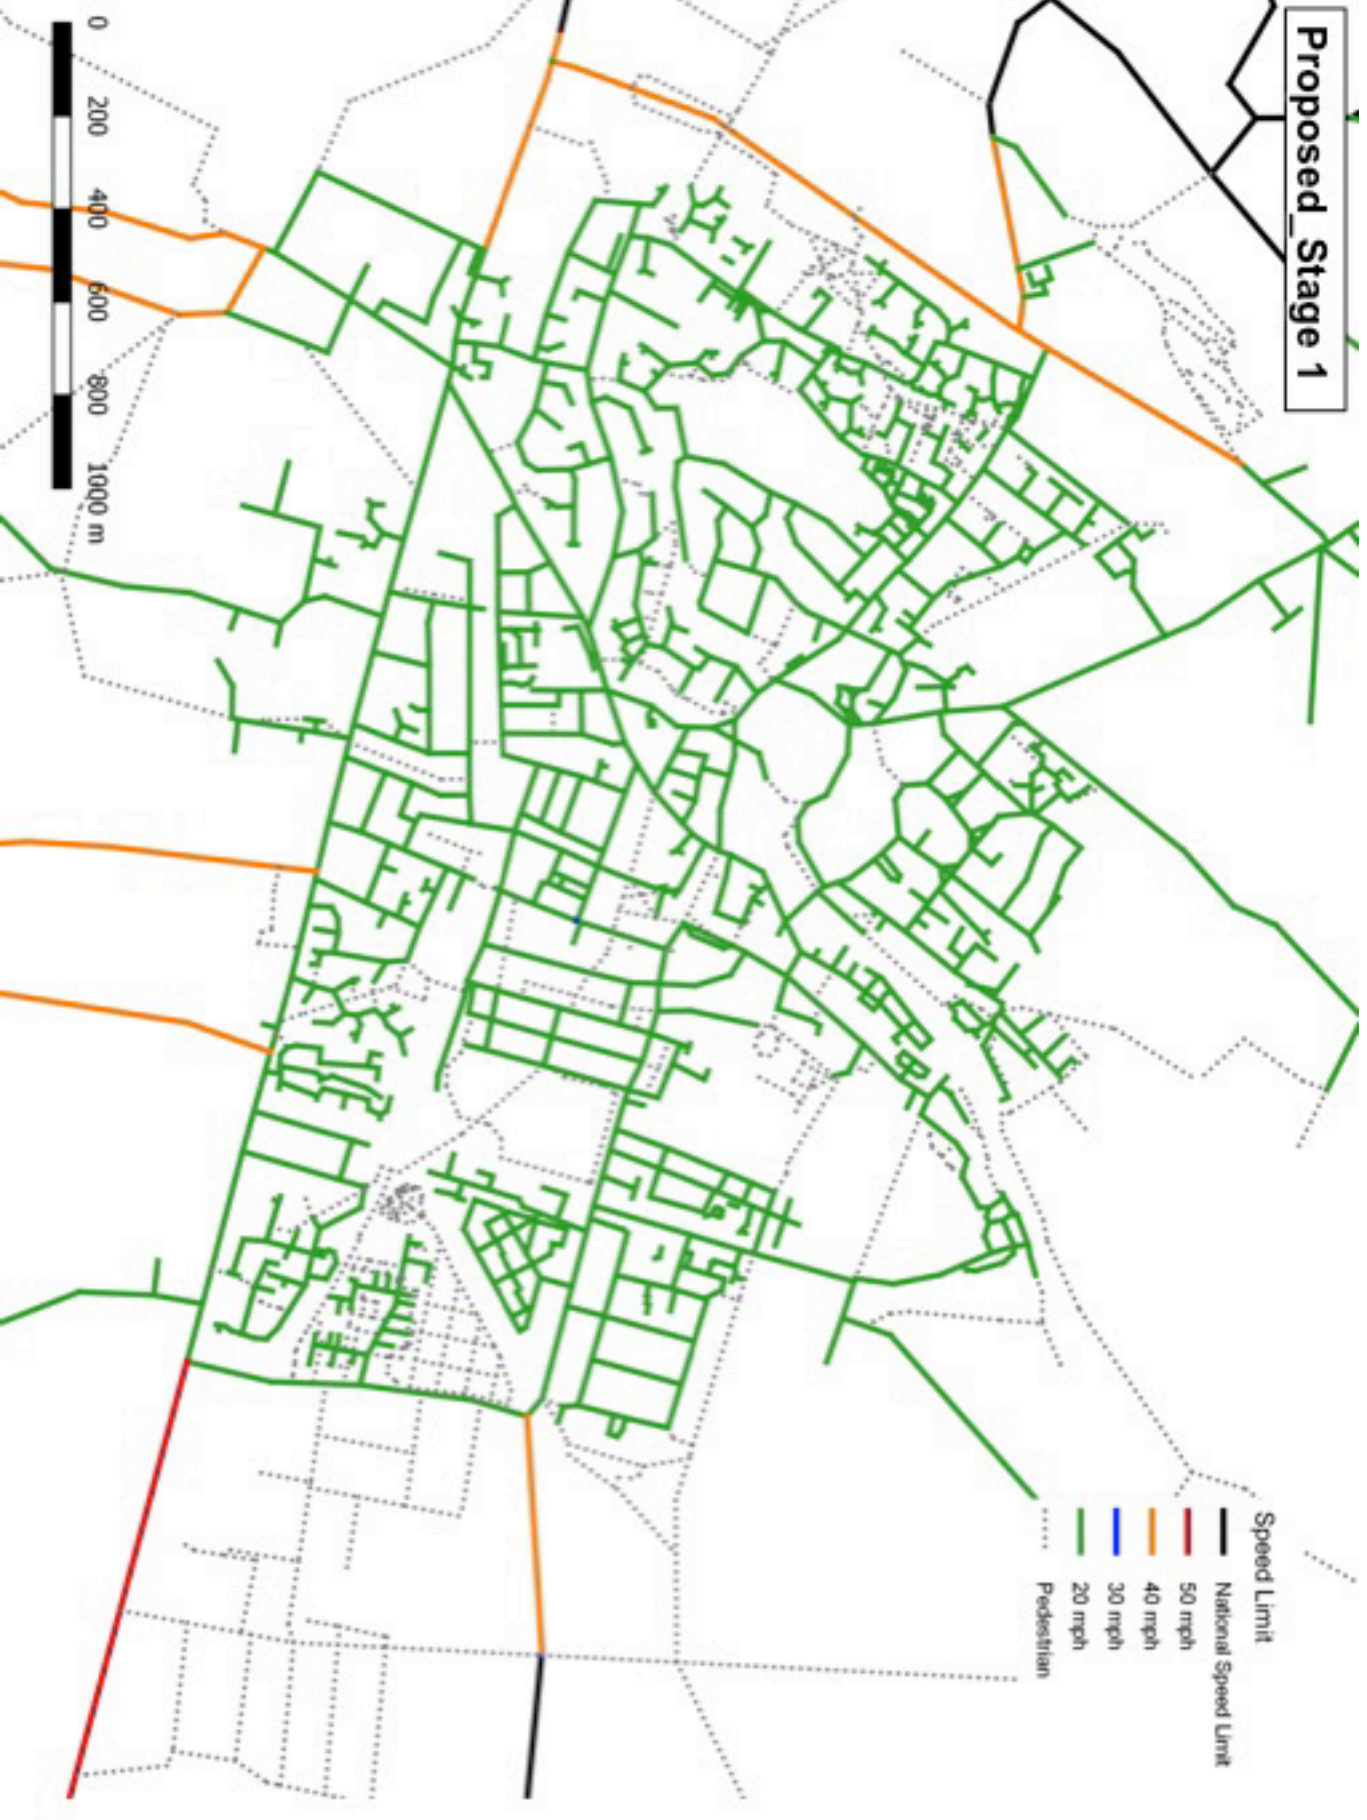 Proposed_Stage 1
Speed Limit
National Speed Limit
50 mph
40 mph
30 mph
20 mph
Pedestrian
0 200 400 600 800 1000 m